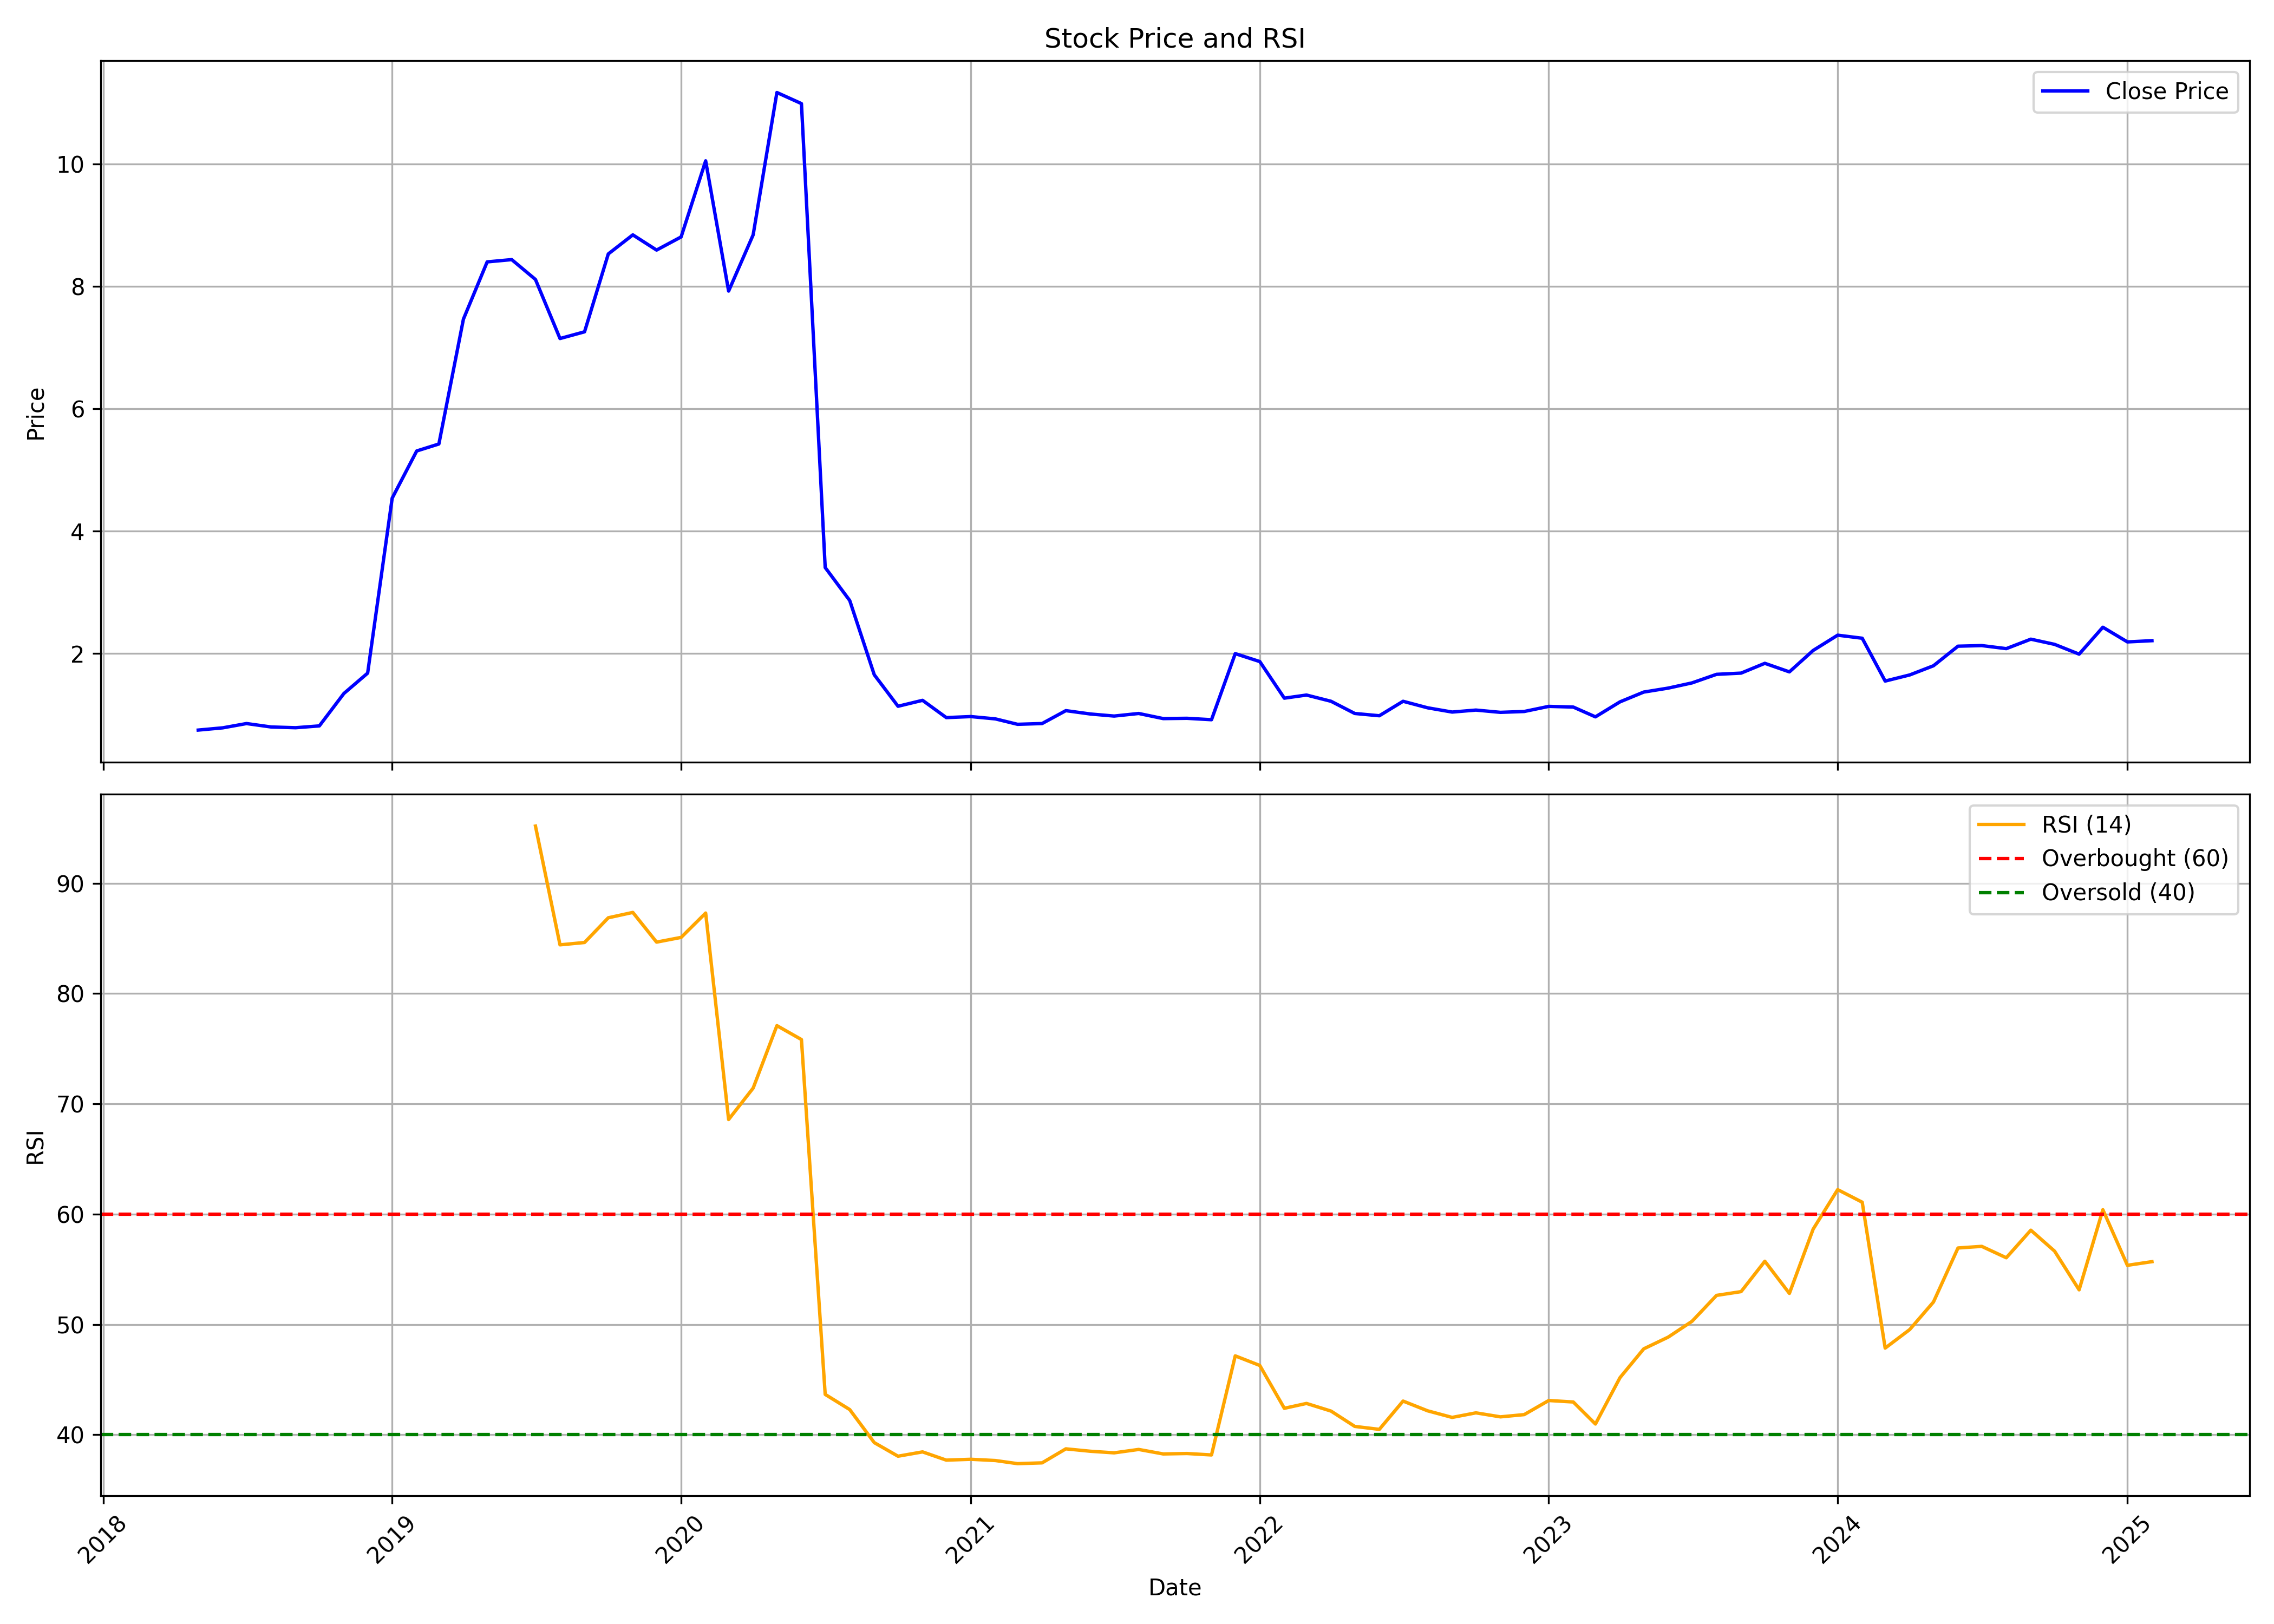 Stock Price and RSI
Close Price
Price
10
8
6
4
2
RSI (14)
Overbought (60)
Oversold (40)
RSI
90
80
70
60
50
40
2018
2019
2020
2021
2022
2023
2024
2025
Date